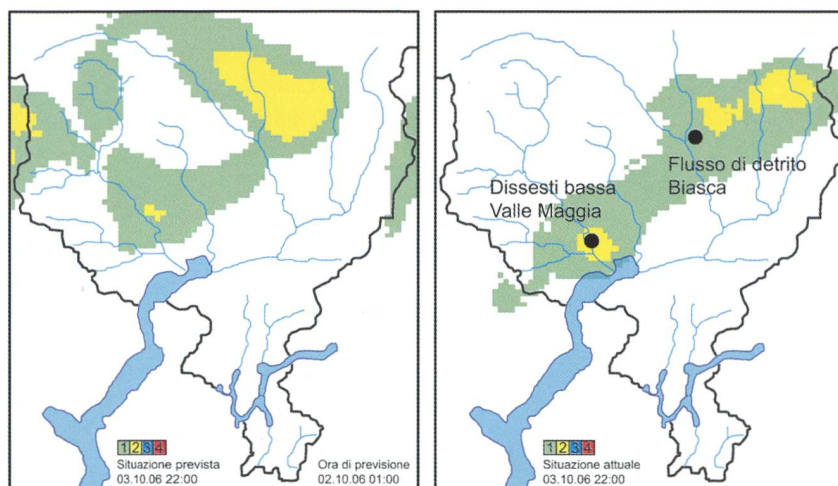 1 2 3 4
Situazione prevista
03.10.06 22:00
Ora di previsione
02.10.06 01:00
Flusso di detrito
Biasca
Dissesti bassa
Valle Maggia
1 2 3 4
Situazione attuale
03.10.06 22:00